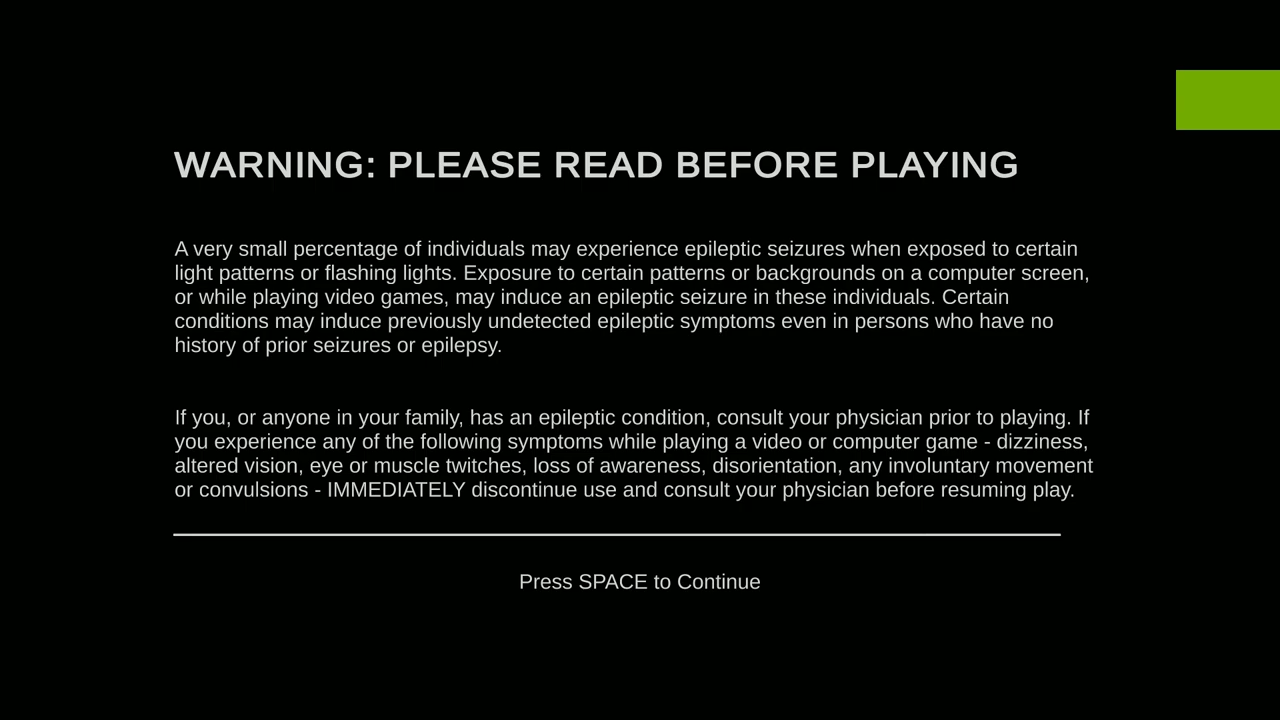 WARNING: PLEASE READ BEFORE PLAYING
A very small percentage of individuals may experience epileptic seizures when exposed to certain
light patterns or flashing lights. Exposure to certain patterns or backgrounds on a computer screen,
or while playing video games, may induce an epileptic seizure in these individuals. Certain
conditions may induce previously undetected epileptic symptoms even in persons who have no
history of prior seizures or epilepsy.
If you, or anyone in your family, has an epileptic condition, consult your physician prior to playing. If
you experience any of the following symptoms while playing a video or computer game - dizziness,
altered vision, eye or muscle twitches, loss of awareness, disorientation, any involuntary movement
or convulsions - IMMEDIATELY discontinue use and consult your physician before resuming play.
Press SPACE to Continue